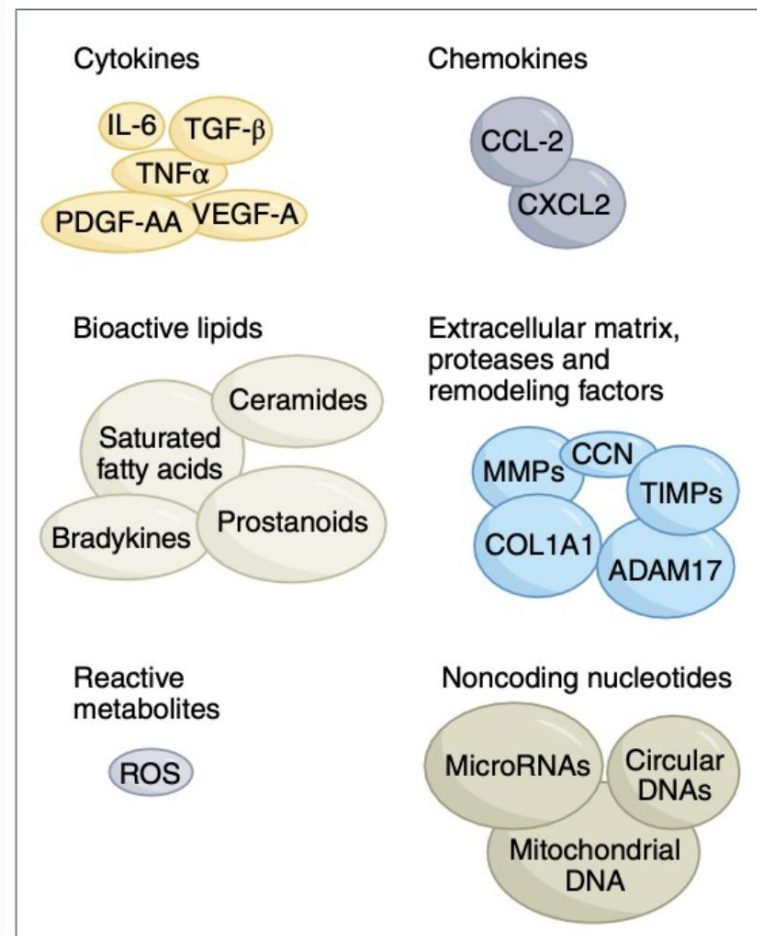 Cytokines
IL-6
TGF-β
TNFα
PDGF-AA
VEGF-A
Chemokines
CCL-2
CXCL2
Bioactive lipids
Ceramides
Saturated
fatty acids
Bradykines
Prostanoids
Extracellular matrix,
proteases and
remodeling factors
MMPs
CCN
TIMPs
COL1A1
ADAM17
Reactive
metabolites
ROS
Noncoding nucleotides
MicroRNAs
Circular
DNAs
Mitochondrial
DNA